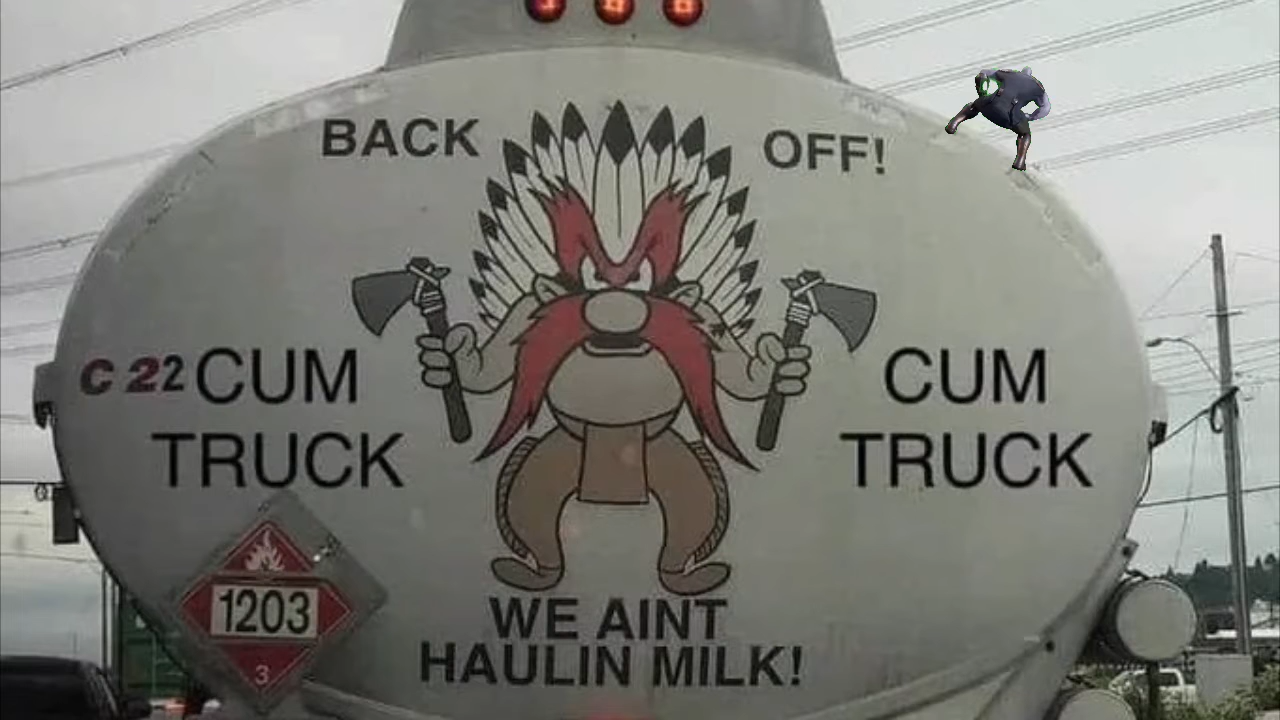 BACK OFF!
C 22 CUM TRUCK
CUM TRUCK
1203
3
WE AINT
HAULIN MILK!